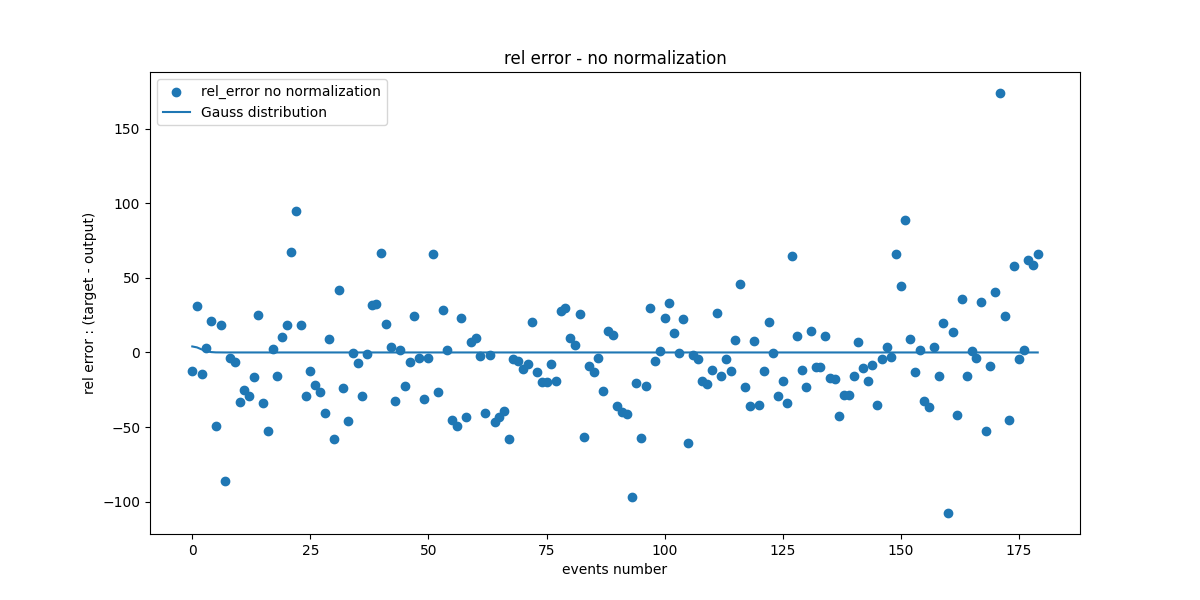 rel error - no normalization
rel_error no normalization
Gauss distribution
rel error : (target - output)
150
100
50
0
−50
−100
0 25 50 75 100 125 150 175
events number